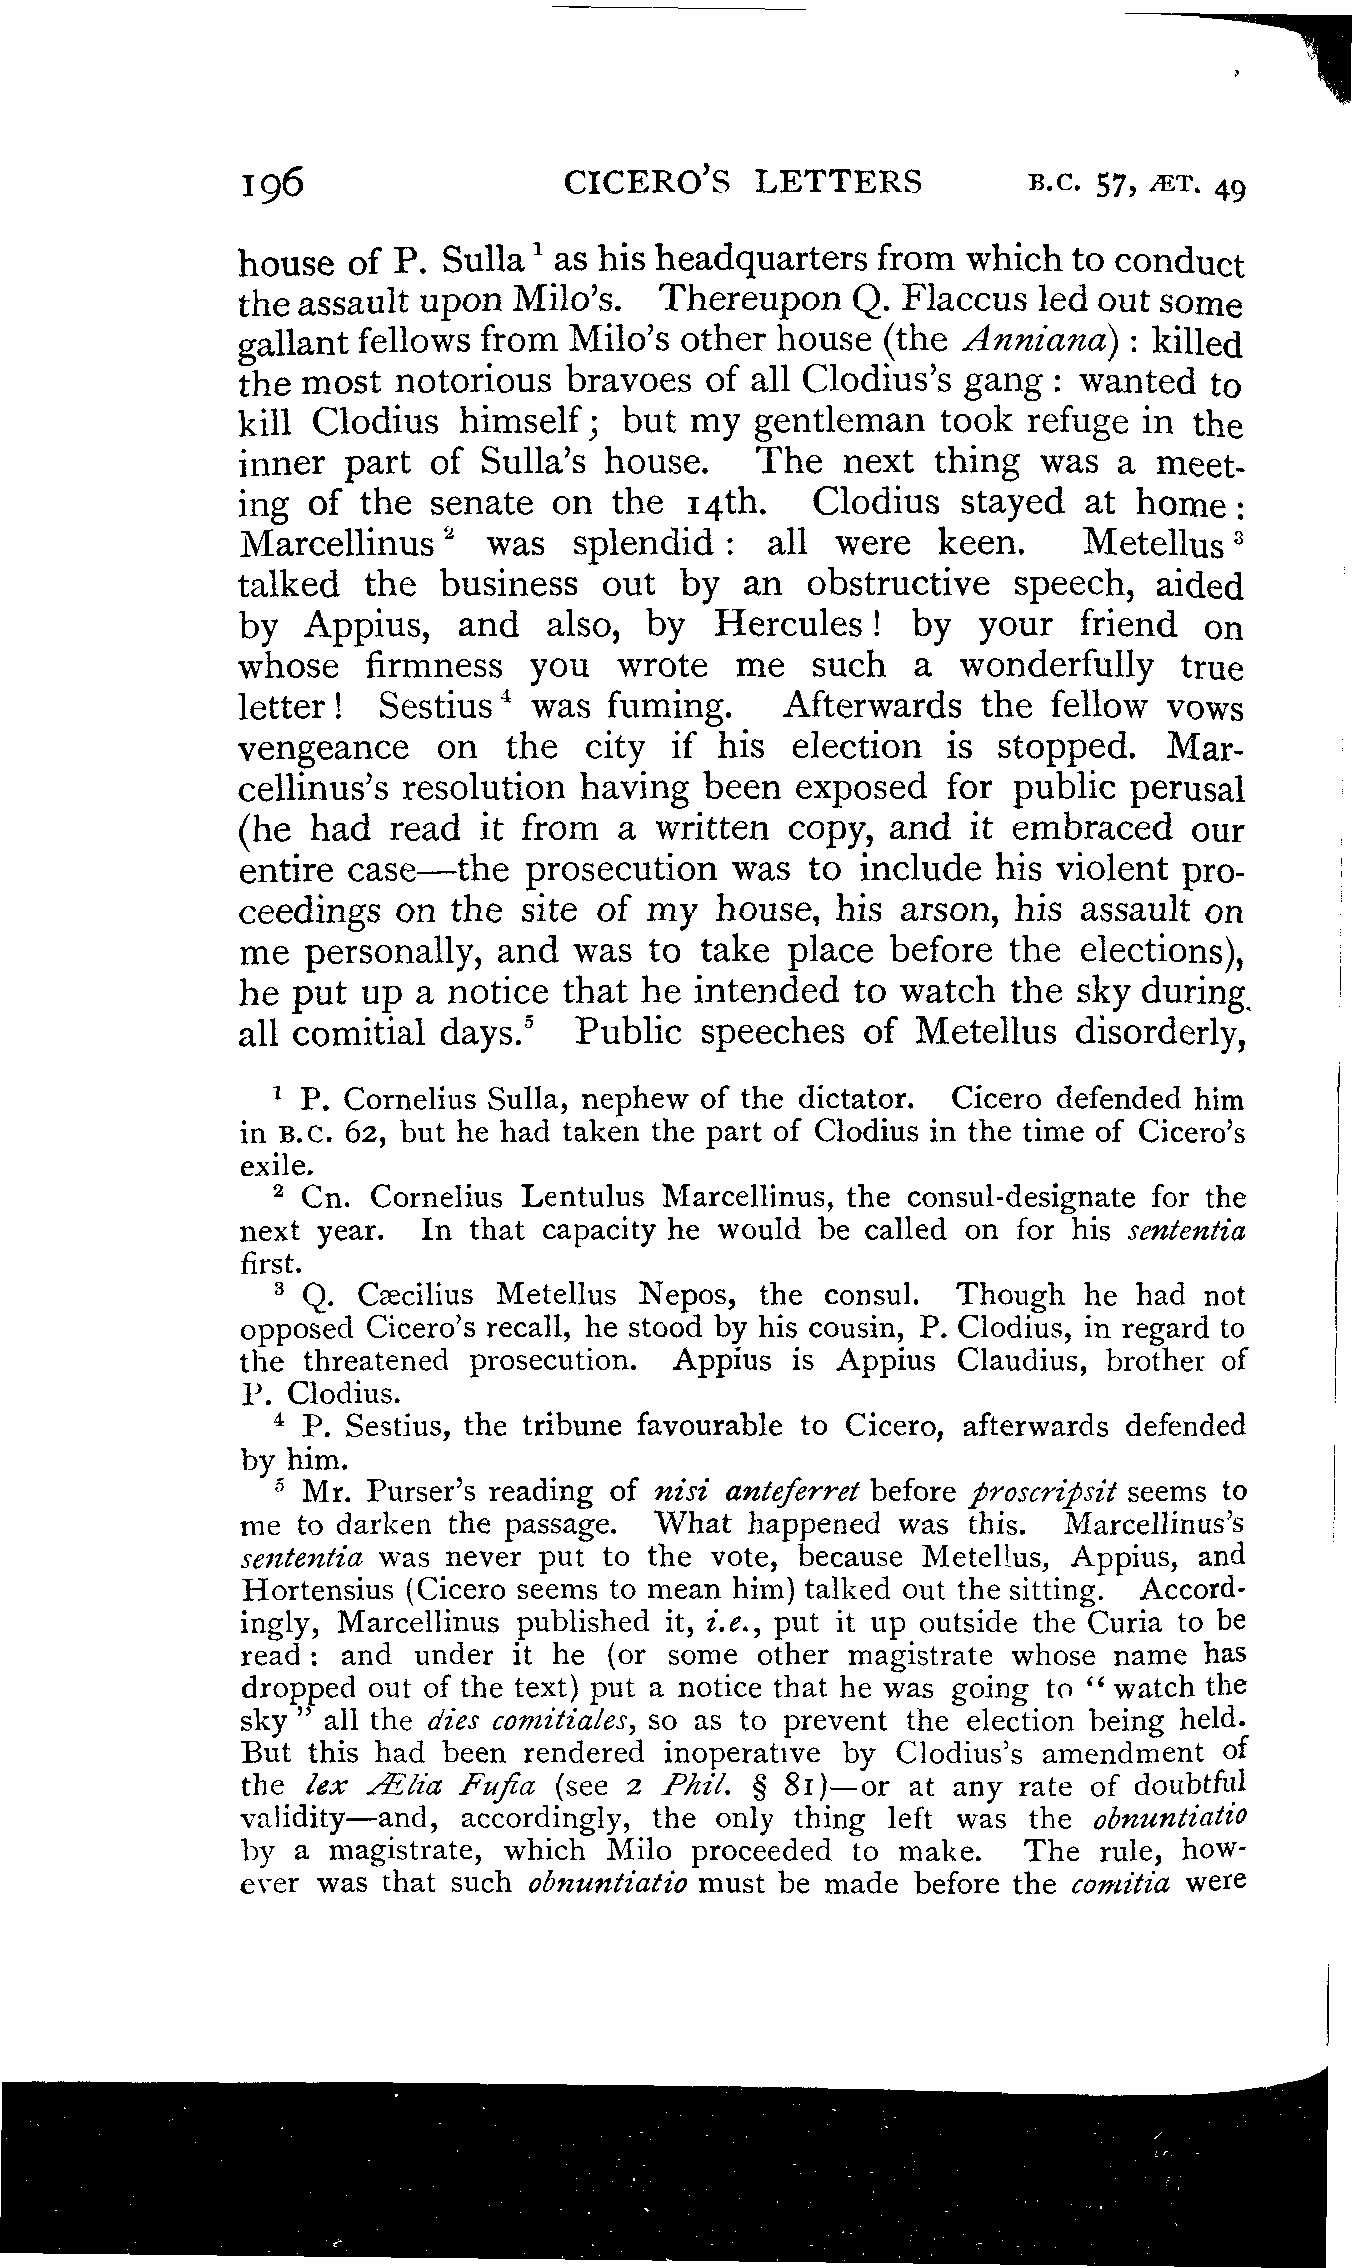 196 CICERO'S LETTERS B.C. 57, ÆT. 49
house of P. Sulla ¹ as his headquarters from which to conduct
the assault upon Milo's. Thereupon Q. Flaccus led out some
gallant fellows from Milo's other house (the Anniana) : killed
the most notorious bravoes of all Clodius's gang : wanted to
kill Clodius himself ; but my gentleman took refuge in the
inner part of Sulla's house. The next thing was a meet-
ing of the senate on the 14th. Clodius stayed at home :
Marcellinus ² was splendid : all were keen. Metellus ³
talked the business out by an obstructive speech, aided
by Appius, and also, by Hercules ! by your friend on
whose firmness you wrote me such a wonderfully true
letter ! Sestius ⁴ was fuming. Afterwards the fellow vows
vengeance on the city if his election is stopped. Mar-
cellinus's resolution having been exposed for public perusal
(he had read it from a written copy, and it embraced our
entire case—the prosecution was to include his violent pro-
ceedings on the site of my house, his arson, his assault on
me personally, and was to take place before the elections),
he put up a notice that he intended to watch the sky during
all comitial days.⁵ Public speeches of Metellus disorderly,
¹ P. Cornelius Sulla, nephew of the dictator. Cicero defended him
in B.C. 62, but he had taken the part of Clodius in the time of Cicero's
exile.
² Cn. Cornelius Lentulus Marcellinus, the consul-designate for the
next year. In that capacity he would be called on for his sententia
first.
³ Q. Cæcilius Metellus Nepos, the consul. Though he had not
opposed Cicero's recall, he stood by his cousin, P. Clodius, in regard to
the threatened prosecution. Appius is Appius Claudius, brother of
P. Clodius.
⁴ P. Sestius, the tribune favourable to Cicero, afterwards defended
by him.
⁵ Mr. Purser's reading of nisi anteferret before proscripsit seems to
me to darken the passage. What happened was this. Marcellinus's
sententia was never put to the vote, because Metellus, Appius, and
Hortensius (Cicero seems to mean him) talked out the sitting. Accord-
ingly, Marcellinus published it, i.e., put it up outside the Curia to be
read : and under it he (or some other magistrate whose name has
dropped out of the text) put a notice that he was going to “ watch the
sky ” all the dies comitiales, so as to prevent the election being held.
But this had been rendered inoperative by Clodius's amendment of
the lex Ælia Fufia (see 2 Phil. § 81)—or at any rate of doubtful
validity—and, accordingly, the only thing left was the obnuntiatio
by a magistrate, which Milo proceeded to make. The rule, how-
ever was that such obnuntiatio must be made before the comitia were